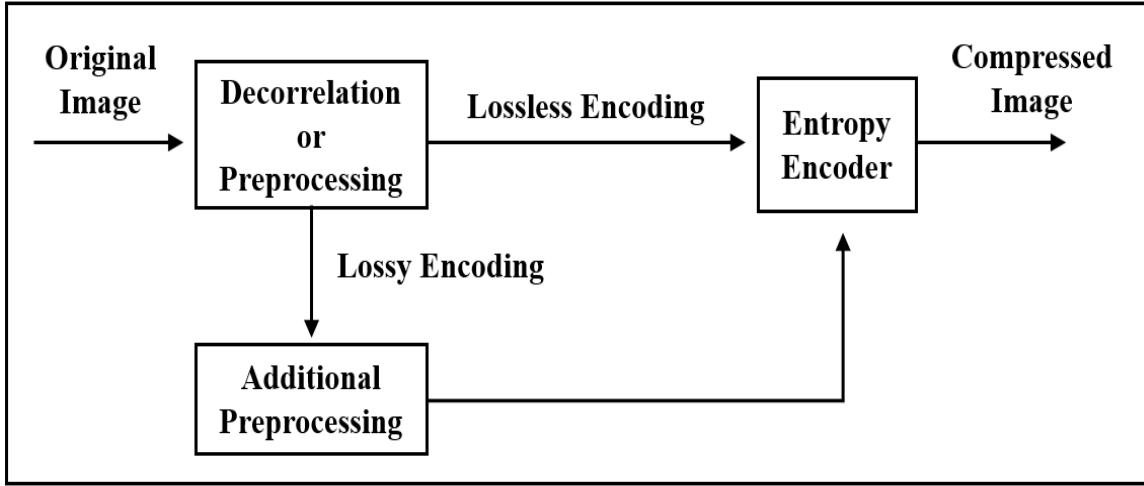 Original
Image
Decorrelation
or
Preprocessing
Lossless Encoding
Entropy
Encoder
Compressed
Image
Lossy Encoding
Additional
Preprocessing